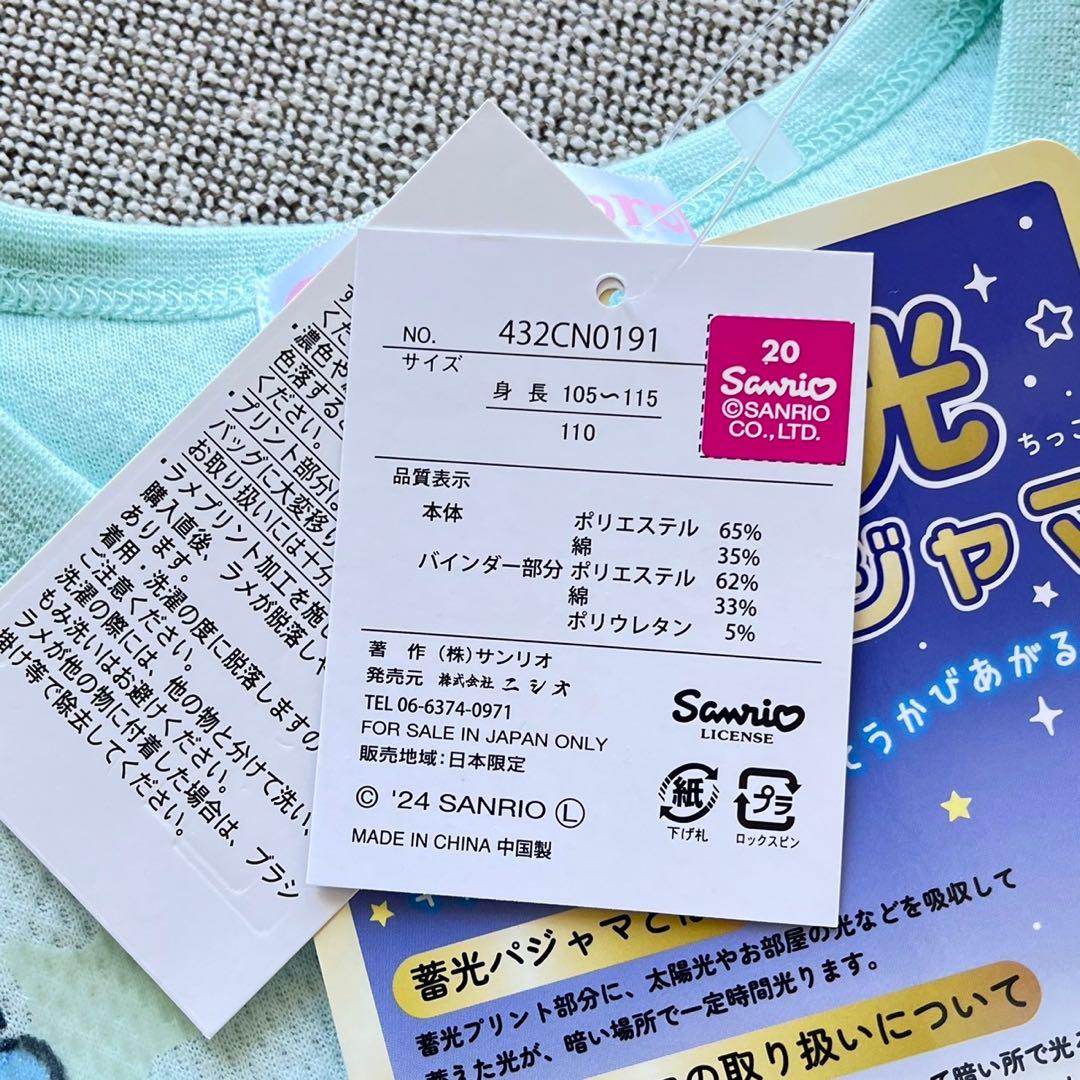 NO. 432CN0191
サイズ
身長 105〜115
110
20
Sanrio
©SANRIO
CO.,LTD.
品質表示
本体 ポリエステル 65%
綿 35%
バインダー部分 ポリエステル 62%
綿 33%
ポリウレタン 5%
著作 (株)サンリオ
発売元 株式会社ニシオ
TEL 06-6374-0971
FOR SALE IN JAPAN ONLY
販売地域:日本限定
© '24 SANRIO Ⓛ
MADE IN CHINA 中国製
Sanrio
LICENSE
紙
下げ札
プラ
ロックスピン
くだ
・濃色や
色落すると
ください。
・プリント部分は
バッグに大変移り
お取り扱いには十分
・ラメプリント加工を施し
購入直後、ラメが脱落しや
あります。
着用・洗濯の度に脱落しますの
ご注意ください。
洗濯の際には、他の物と分けて洗い、
もみ洗いはお避けください。
ラメが他の物に付着した場合は、ブラシ
掛け等で除去してください。
光
ちっこ
ジャマ
うかびあがる
蓄光パジャマとは
蓄光プリント部分に、太陽光やお部屋の光などを吸収して
蓄えた光が、暗い場所で一定時間光ります。
の取り扱いについて
て暗い所で光る